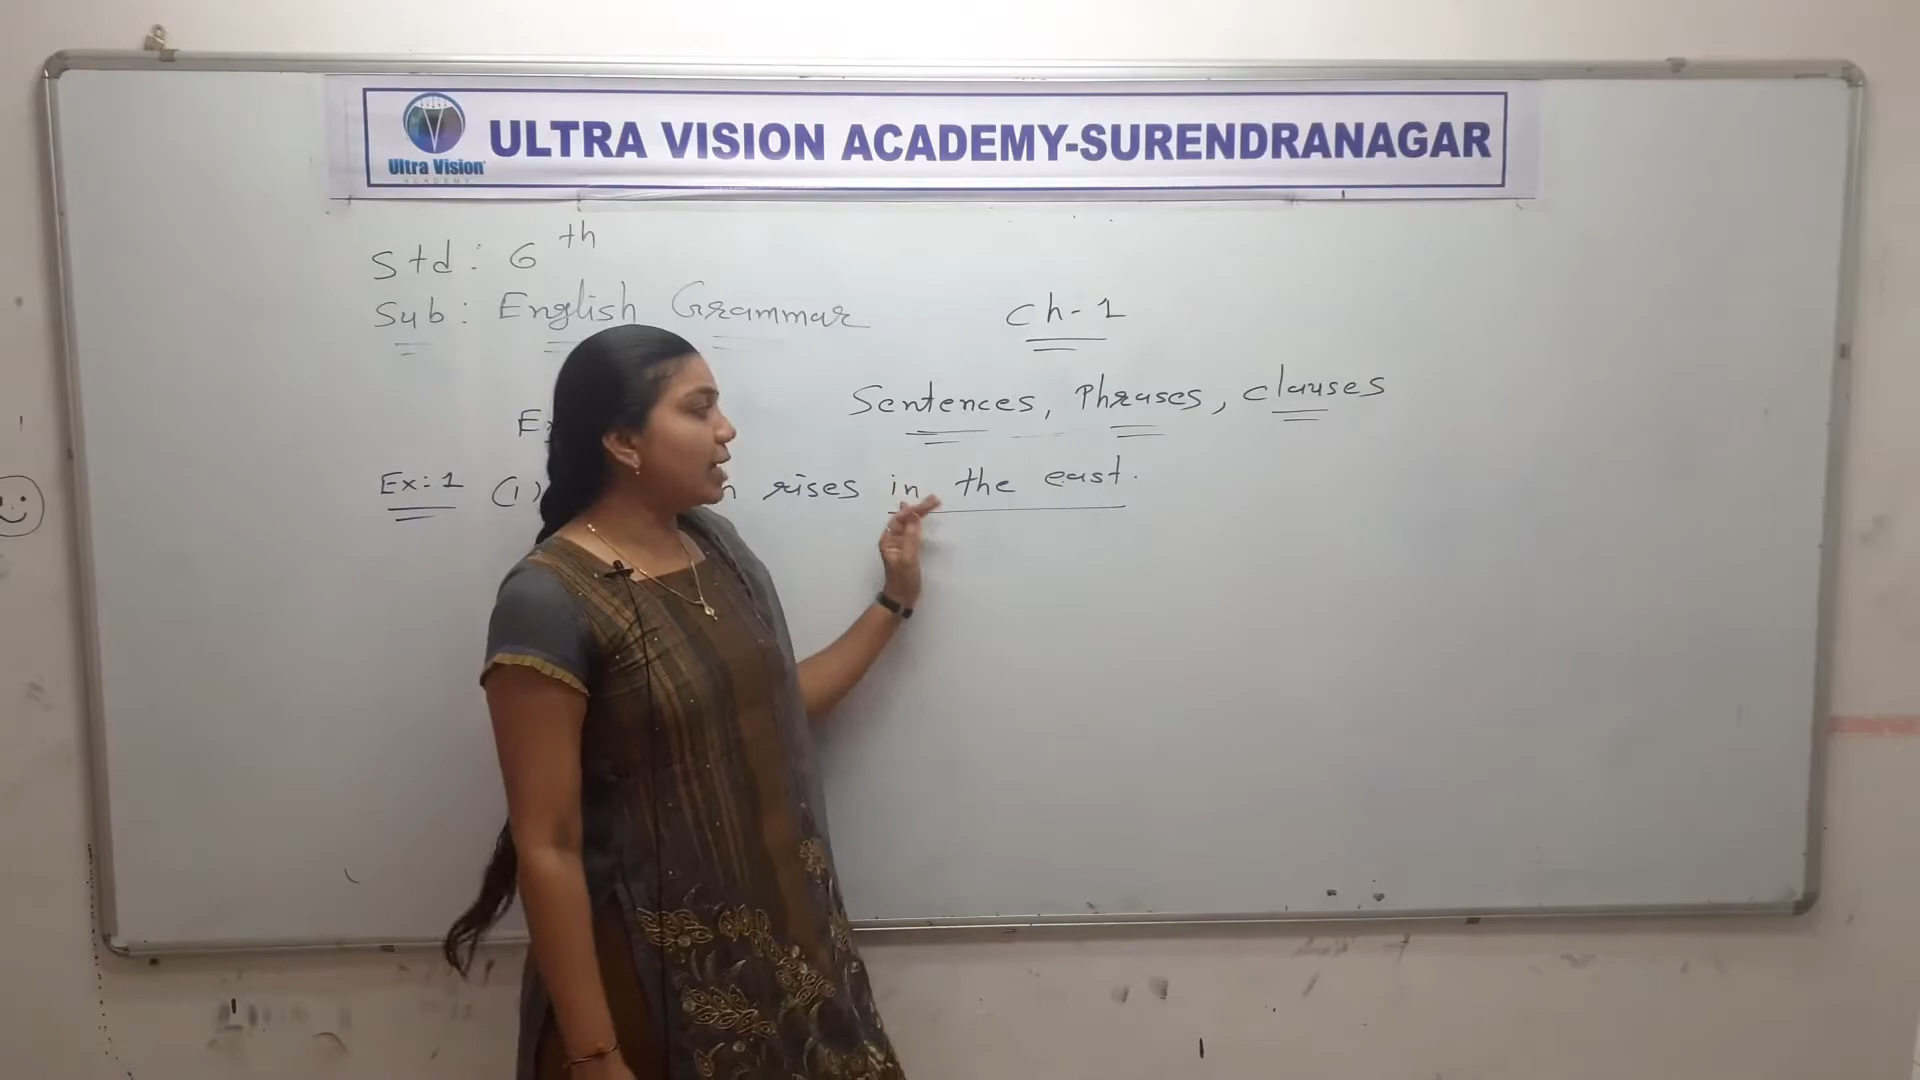 Ultra Vision
ACADEMY
ULTRA VISION ACADEMY-SURENDRANAGAR
Std: 6th
Sub: English Grammar
Ch-1
Sentences, Phrases, Clauses
Ex:1 (1) rises in the east.